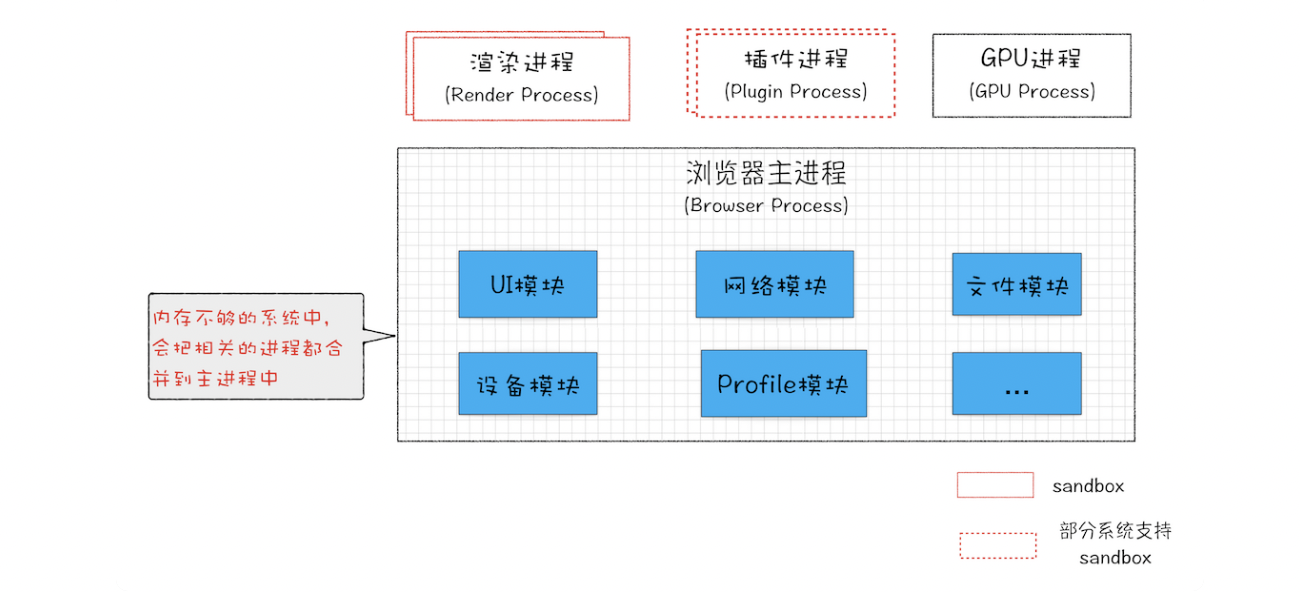 渲染进程
(Render Process)
插件进程
(Plugin Process)
GPU进程
(GPU Process)
浏览器主进程
(Browser Process)
UI模块
网络模块
文件模块
设备模块
Profile模块
...
内存不够的系统中,
会把相关的进程都合
并到主进程中
sandbox
部分系统支持
sandbox